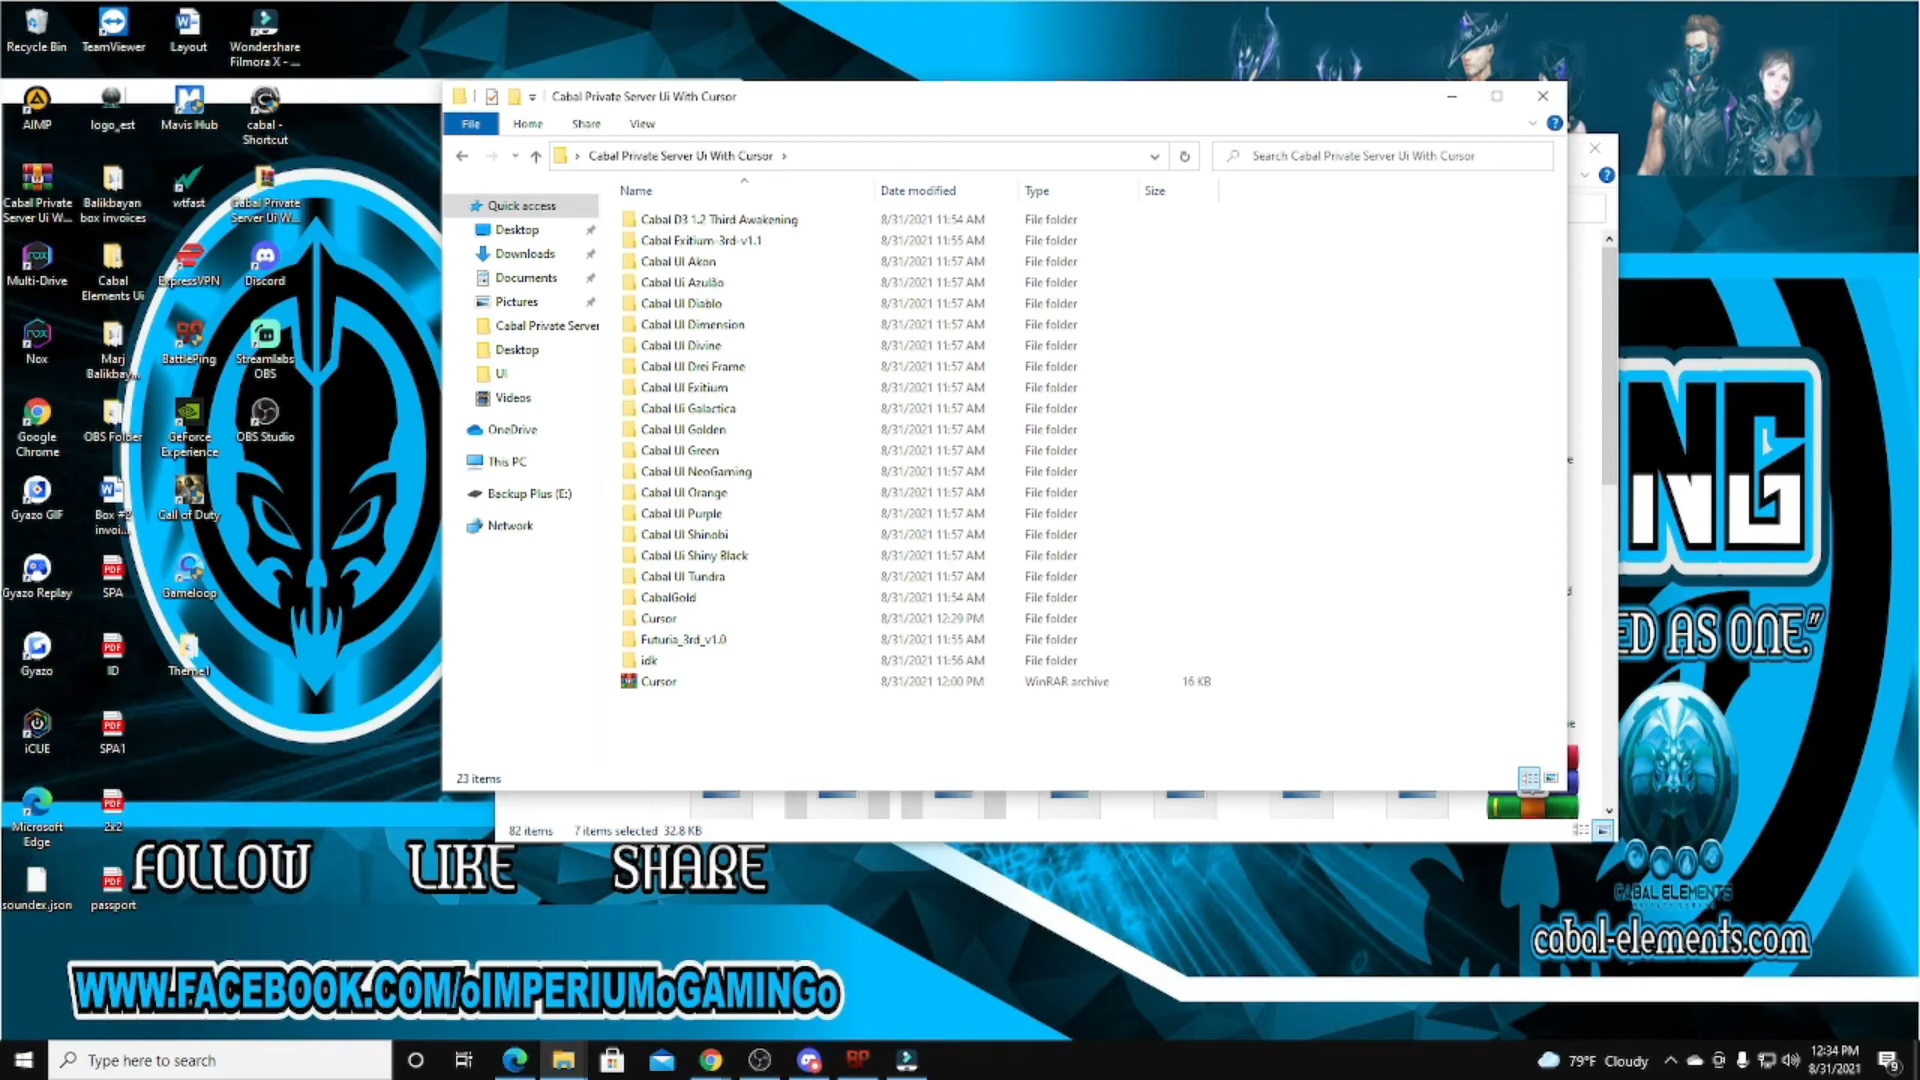 Recycle Bin
TeamViewer
Layout
Wondershare
Filmora X - ...
AIMP
logo_est
Mavis Hub
cabal -
Shortcut
Cabal Private
Server Ui W...
Balikbayan
box invoices
wtfast
Cabal Private
Server Ui W...
Multi-Drive
Cabal
Elements Ui
ExpressVPN
Discord
Nox
Marj
Balikbay...
BattlePing
Streamlabs
OBS
Google
Chrome
OBS Folder
GeForce
Experience
OBS Studio
Gyazo GIF
Box #2
invoi...
Call of Duty
Gyazo Replay
SPA
Gameloop
Gyazo
ID
Theme1
iCUE
SPA1
Microsoft
Edge
2x2
soundex.json
passport
Cabal Private Server Ui With Cursor
File
Home
Share
View
Cabal Private Server Ui With Cursor
Search Cabal Private Server Ui With Cursor
Quick access
Desktop
Downloads
Documents
Pictures
Cabal Private Server
Desktop
UI
Videos
OneDrive
This PC
Backup Plus (E:)
Network
Name Date modified Type Size
Cabal D3 1.2 Third Awakening 8/31/2021 11:54 AM File folder
Cabal Exitium-3rd-v1.1 8/31/2021 11:55 AM File folder
Cabal UI Akon 8/31/2021 11:57 AM File folder
Cabal Ui Azulão 8/31/2021 11:57 AM File folder
Cabal UI Diablo 8/31/2021 11:57 AM File folder
Cabal UI Dimension 8/31/2021 11:57 AM File folder
Cabal UI Divine 8/31/2021 11:57 AM File folder
Cabal UI Drei Frame 8/31/2021 11:57 AM File folder
Cabal UI Exitium 8/31/2021 11:57 AM File folder
Cabal Ui Galactica 8/31/2021 11:57 AM File folder
Cabal UI Golden 8/31/2021 11:57 AM File folder
Cabal UI Green 8/31/2021 11:57 AM File folder
Cabal UI NeoGaming 8/31/2021 11:57 AM File folder
Cabal UI Orange 8/31/2021 11:57 AM File folder
Cabal UI Purple 8/31/2021 11:57 AM File folder
Cabal UI Shinobi 8/31/2021 11:57 AM File folder
Cabal Ui Shiny Black 8/31/2021 11:57 AM File folder
Cabal UI Tundra 8/31/2021 11:57 AM File folder
CabalGold 8/31/2021 11:54 AM File folder
Cursor 8/31/2021 12:29 PM File folder
Futuria_3rd_v1.0 8/31/2021 11:55 AM File folder
idk 8/31/2021 11:56 AM File folder
Cursor 8/31/2021 12:00 PM WinRAR archive 16 KB
23 items
82 items 7 items selected 32.8 KB
NG
ED AS ONE."
CABAL ELEMENTS
cabal-elements.com
FOLLOW LIKE SHARE
WWW.FACEBOOK.COM/oIMPERIUMoGAMINGo
Type here to search
79°F Cloudy
12:34 PM
8/31/2021
9